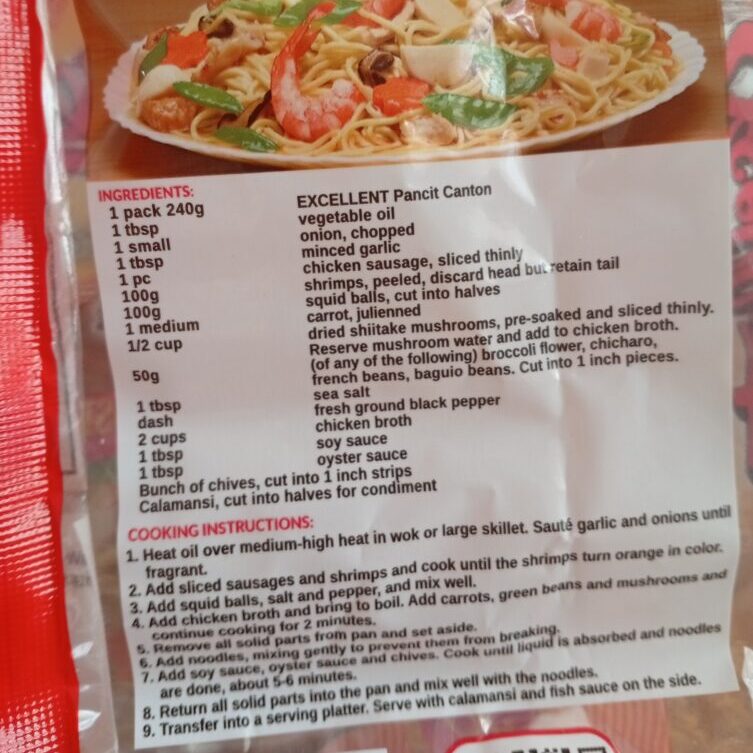 INGREDIENTS:
1 pack 240g EXCELLENT Pancit Canton
1 tbsp vegetable oil
1 small onion, chopped
1 tbsp minced garlic
1 pc chicken sausage, sliced thinly
100g shrimps, peeled, discard head but retain tail
100g squid balls, cut into halves
1 medium carrot, julienned
1/2 cup dried shiitake mushrooms, pre-soaked and sliced thinly.
Reserve mushroom water and add to chicken broth.
50g (of any of the following) broccoli flower, chicharo,
french beans, baguio beans. Cut into 1 inch pieces.
1 tbsp sea salt
dash fresh ground black pepper
2 cups chicken broth
1 tbsp soy sauce
1 tbsp oyster sauce
Bunch of chives, cut into 1 inch strips
Calamansi, cut into halves for condiment
COOKING INSTRUCTIONS:
1. Heat oil over medium-high heat in wok or large skillet. Sauté garlic and onions until
fragrant.
2. Add sliced sausages and shrimps and cook until the shrimps turn orange in color.
3. Add squid balls, salt and pepper, and mix well.
4. Add chicken broth and bring to boil. Add carrots, green beans and mushrooms and
continue cooking for 2 minutes.
5. Remove all solid parts from pan and set aside.
6. Add noodles, mixing gently to prevent them from breaking.
7. Add soy sauce, oyster sauce and chives. Cook until liquid is absorbed and noodles
are done, about 5-6 minutes.
8. Return all solid parts into the pan and mix well with the noodles.
9. Transfer into a serving platter. Serve with calamansi and fish sauce on the side.